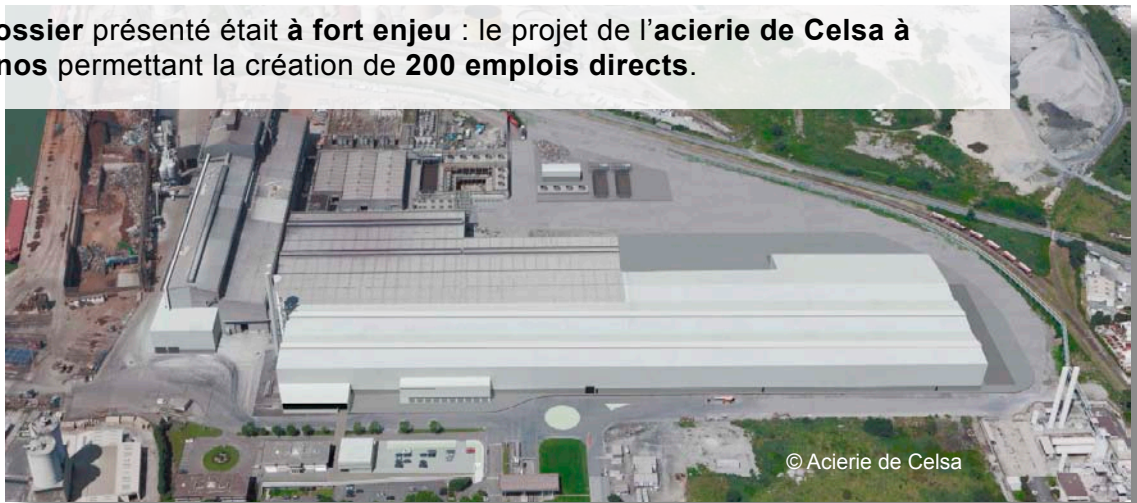 ossier présenté était à fort enjeu : le projet de l’acierie de Celsa à
nos permettant la création de 200 emplois directs.
© Acierie de Celsa